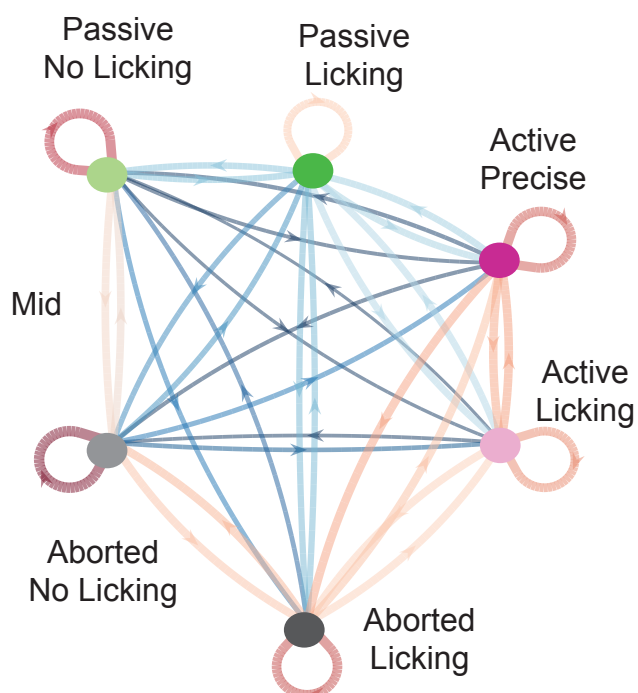 Passive
No Licking
Passive
Licking
Active
Precise
Mid
Active
Licking
Aborted
No Licking
Aborted
Licking